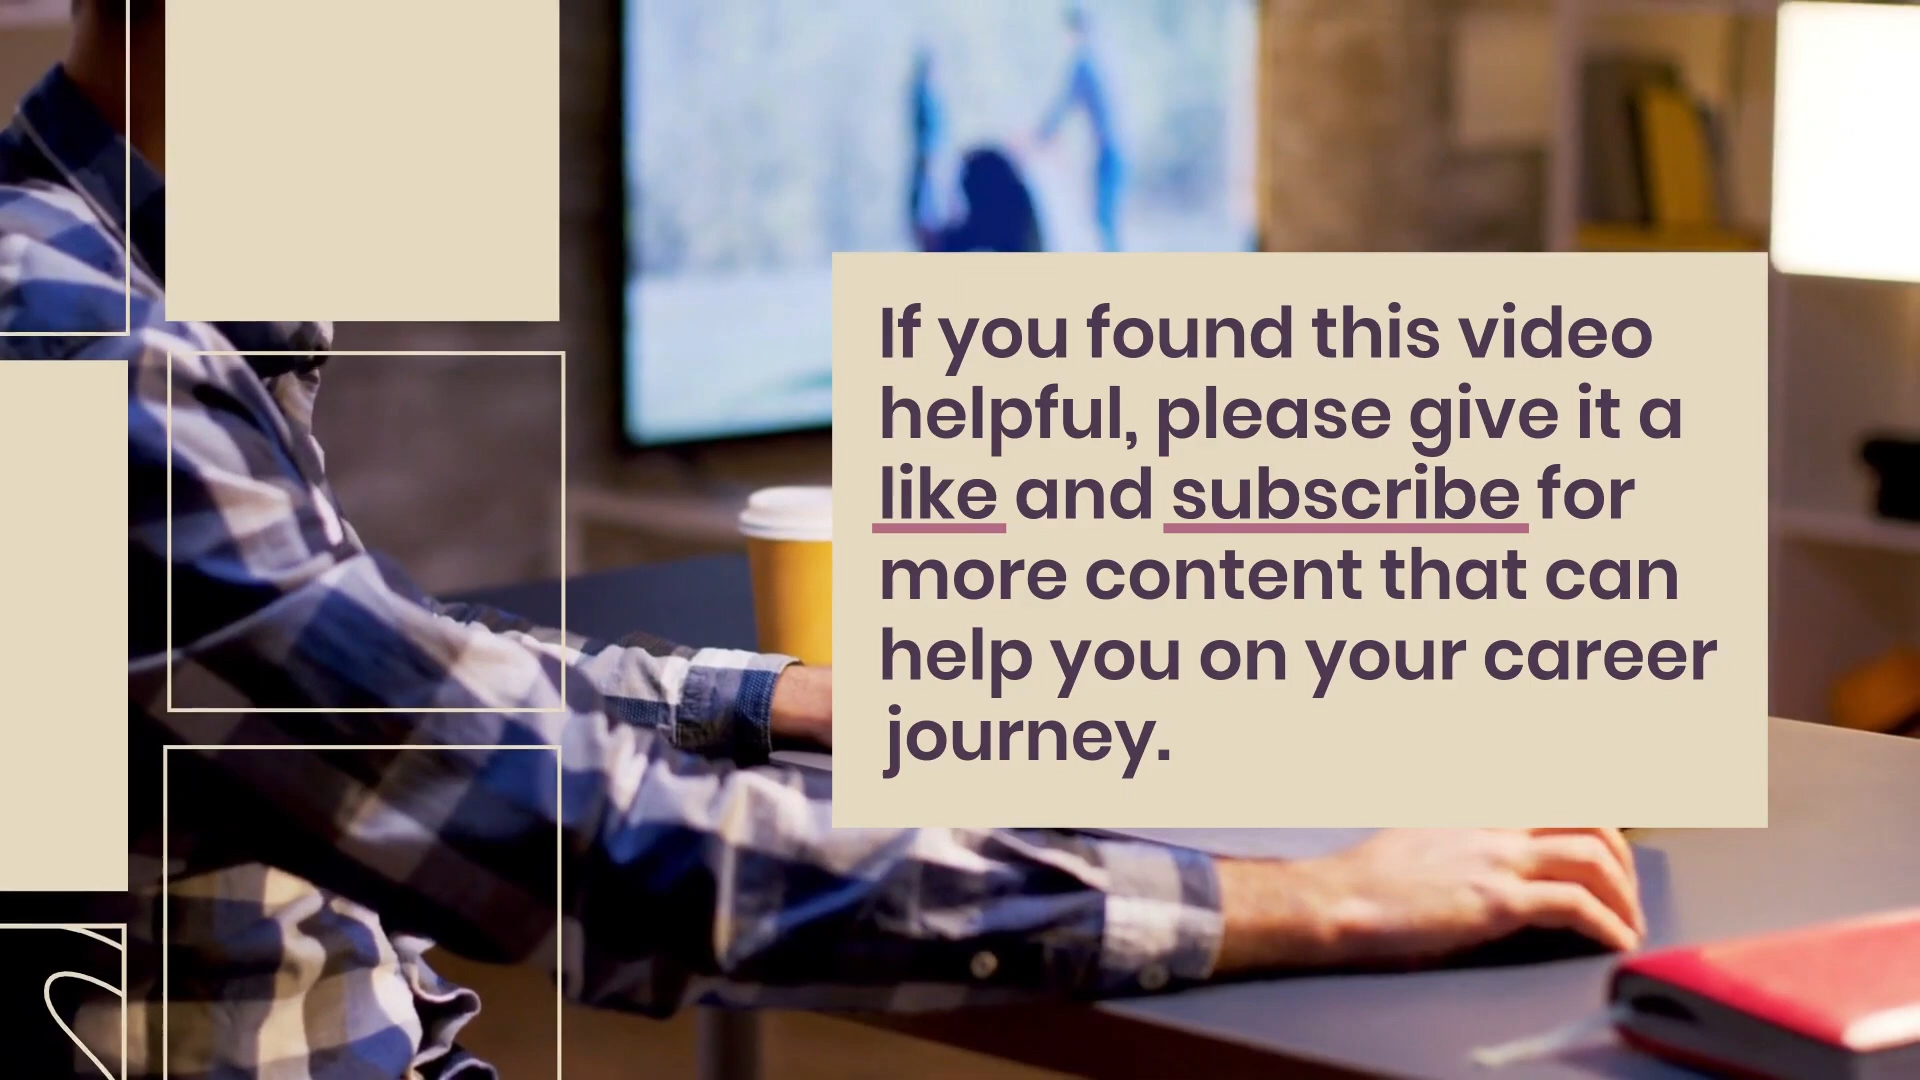 If you found this video
helpful, please give it a
like and subscribe for
more content that can
help you on your career
journey.